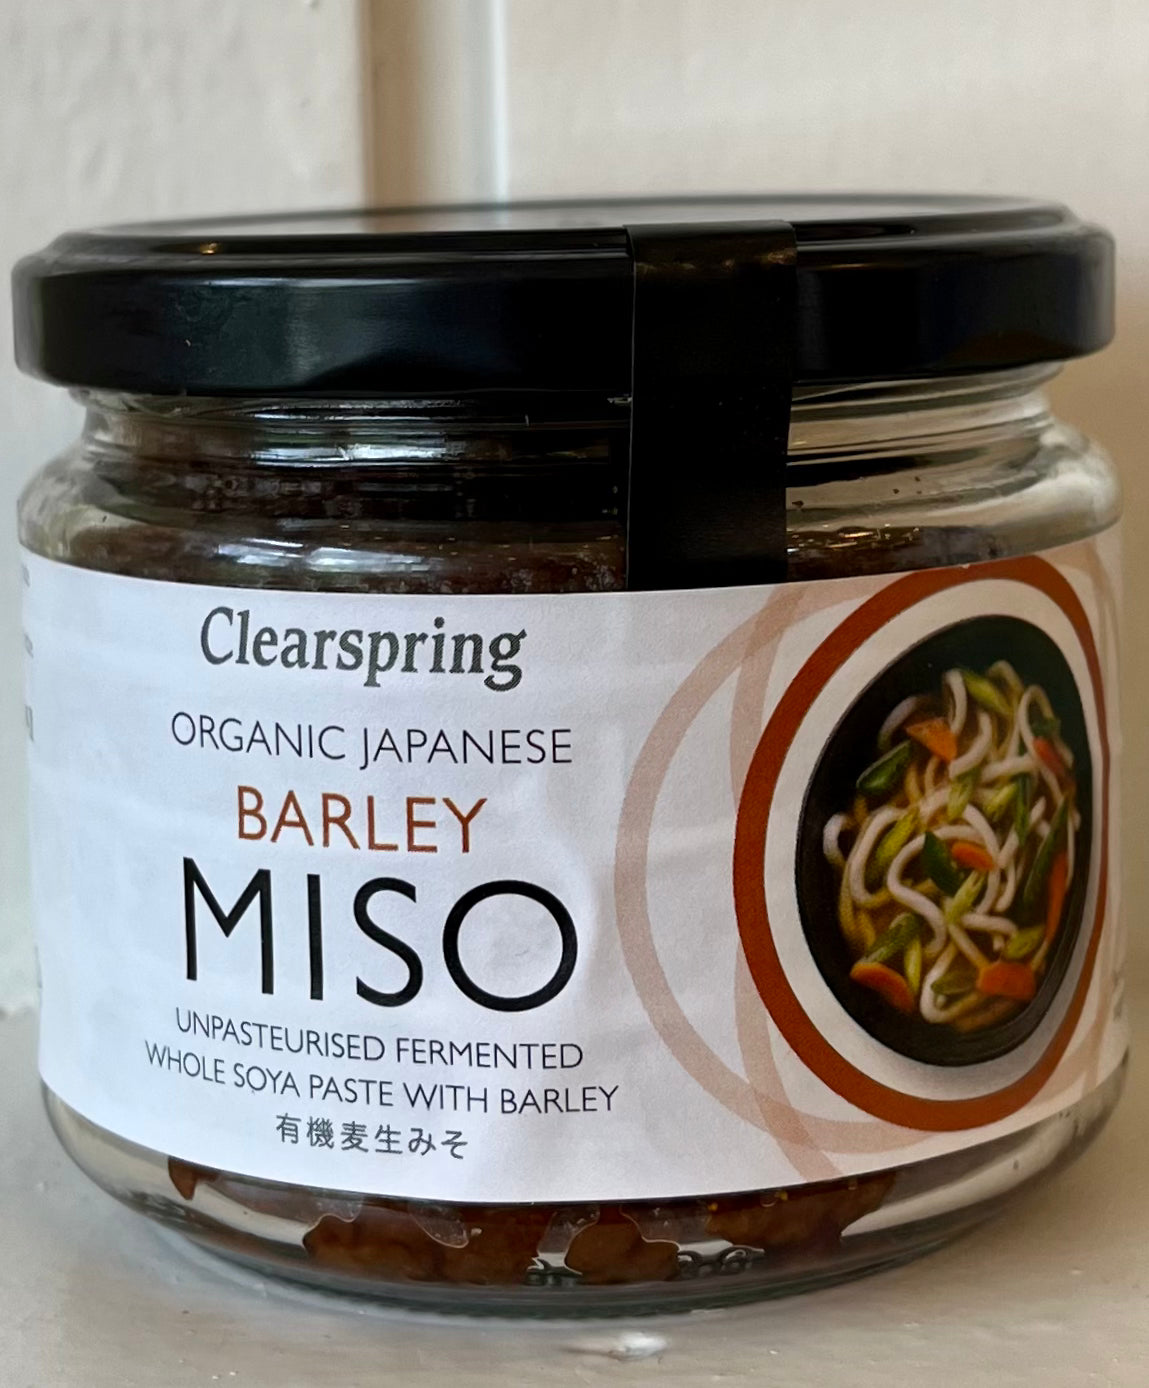 Clearspring
ORGANIC JAPANESE
BARLEY
MISO
UNPASTEURISED FERMENTED
WHOLE SOYA PASTE WITH BARLEY
有機麦生みそ